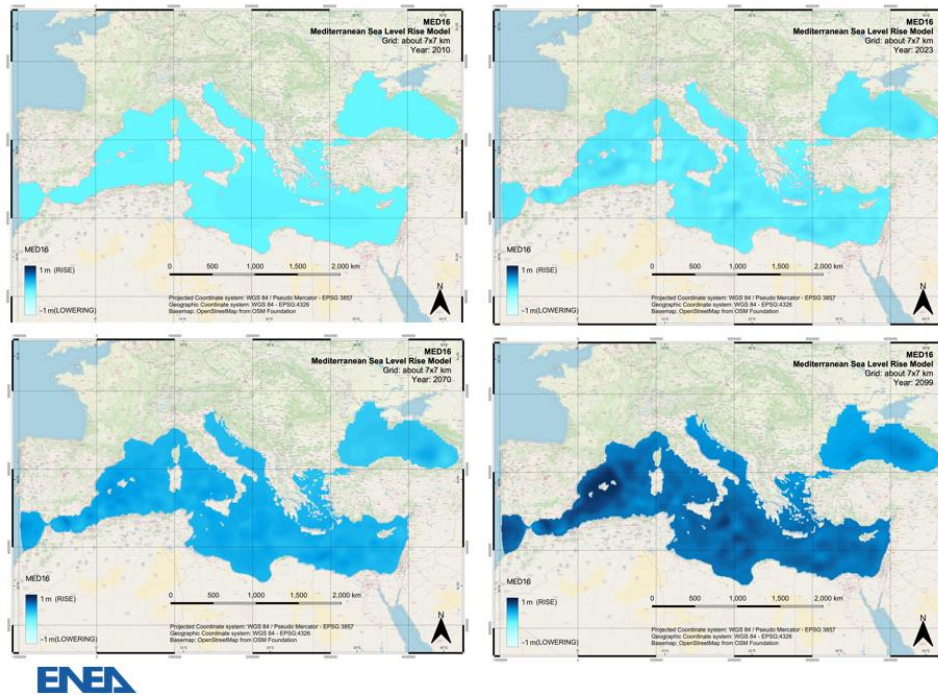 MED16
Mediterranean Sea Level Rise Model
Grid: about 7x7 km
Year: 2010
MED16
1 m (RISE)
-1 m(LOWERING)
0 500 1,000 1,500 2,000 km
Projected Coordinate system: WGS 84 / Pseudo Mercator - EPSG 3857
Geographic Coordinate system: WGS 84 - EPSG:4326
Basemap: OpenStreetMap from OSM Foundation
N
MED16
Mediterranean Sea Level Rise Model
Grid: about 7x7 km
Year: 2023
MED16
1 m (RISE)
-1 m(LOWERING)
0 500 1,000 1,500 2,000 km
Projected Coordinate system: WGS 84 / Pseudo Mercator - EPSG 3857
Geographic Coordinate system: WGS 84 - EPSG:4326
Basemap: OpenStreetMap from OSM Foundation
N
MED16
Mediterranean Sea Level Rise Model
Grid: about 7x7 km
Year: 2070
MED16
1 m (RISE)
-1 m(LOWERING)
0 500 1,000 1,500 2,000 km
Projected Coordinate system: WGS 84 / Pseudo Mercator - EPSG 3857
Geographic Coordinate system: WGS 84 - EPSG:4326
Basemap: OpenStreetMap from OSM Foundation
N
MED16
Mediterranean Sea Level Rise Model
Grid: about 7x7 km
Year: 2099
MED16
1 m (RISE)
-1 m(LOWERING)
0 500 1,000 1,500 2,000 km
Projected Coordinate system: WGS 84 / Pseudo Mercator - EPSG 3857
Geographic Coordinate system: WGS 84 - EPSG:4326
Basemap: OpenStreetMap from OSM Foundation
N
ENEA